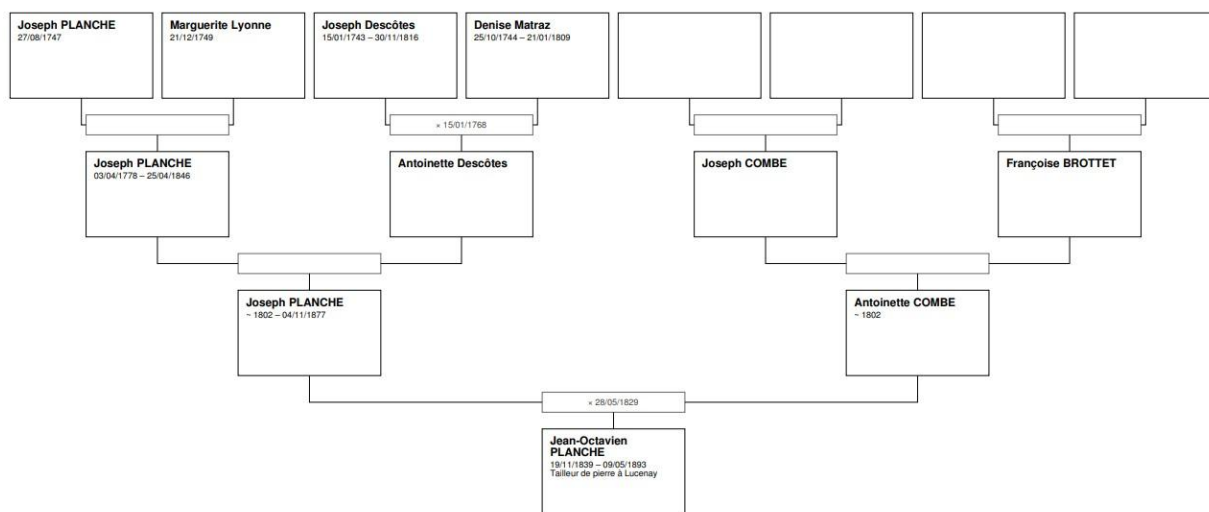 Joseph PLANCHE
27/08/1747
Marguerite Lyonne
21/12/1749
Joseph Descôtes
15/01/1743 – 30/11/1816
Denise Matraz
25/10/1744 – 21/01/1809
× 15/01/1768
Joseph PLANCHE
03/04/1778 – 25/04/1846
Antoinette Descôtes
Joseph COMBE
Françoise BROTTET
Joseph PLANCHE
~ 1802 – 04/11/1877
Antoinette COMBE
~ 1802
× 28/05/1829
Jean-Octavien
PLANCHE
19/11/1839 – 09/05/1893
Tailleur de pierre à Lucenay